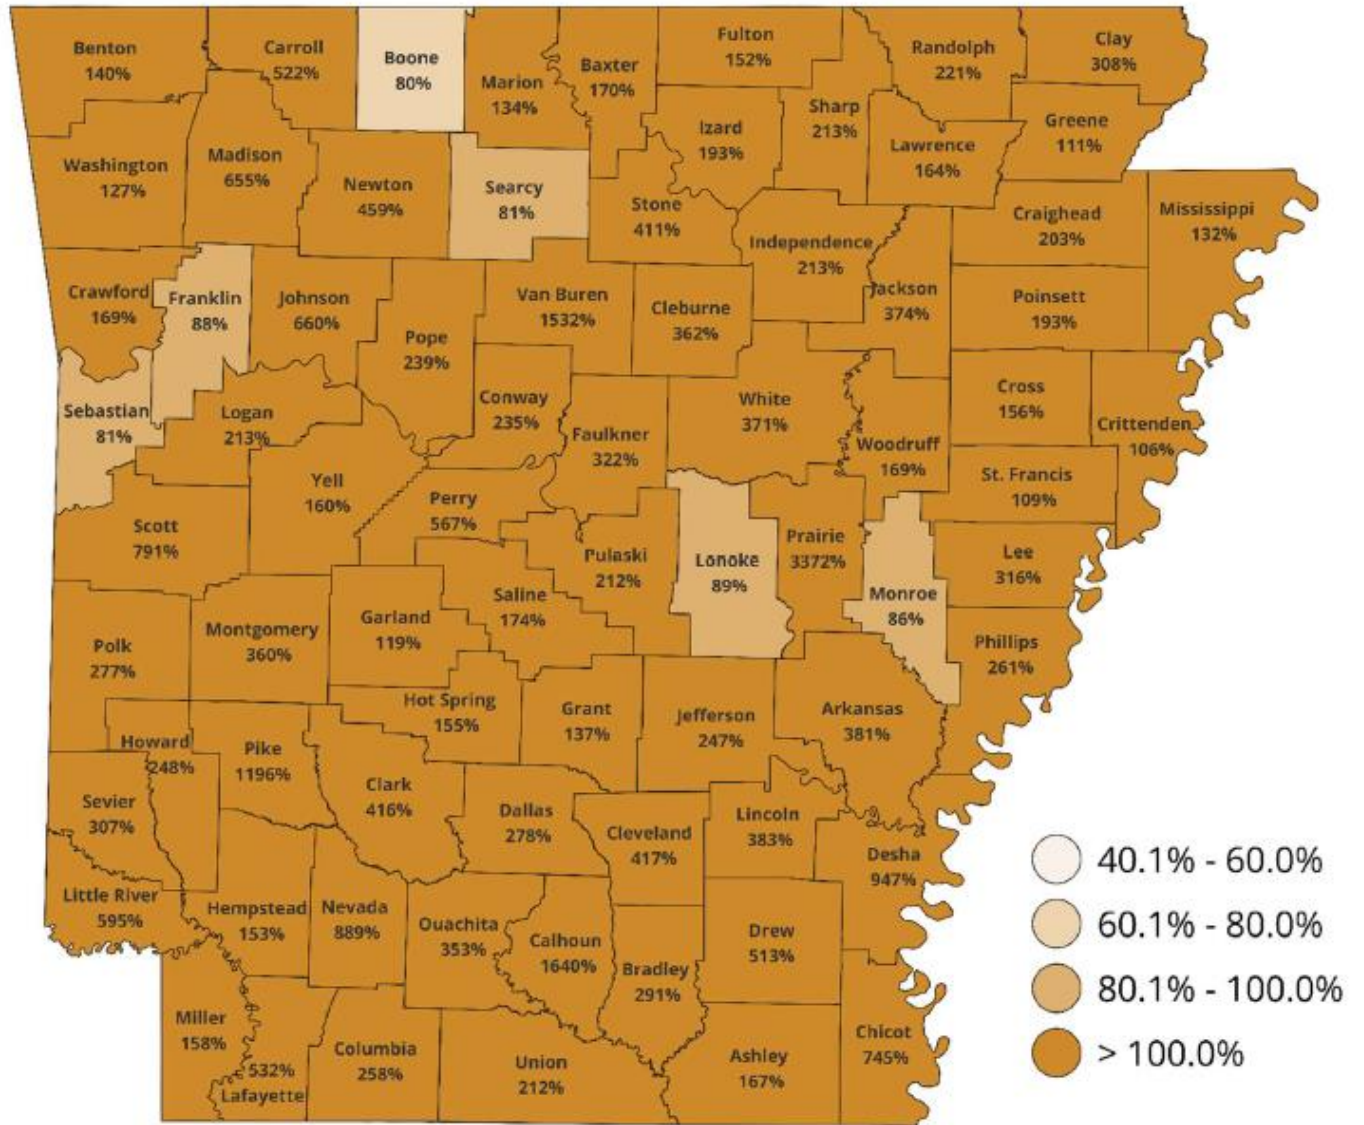 Benton
140%
Carroll
522%
Boone
80%
Marion
134%
Baxter
170%
Fulton
152%
Randolph
221%
Clay
308%
Washington
127%
Madison
655%
Newton
459%
Searcy
81%
Stone
411%
Izard
193%
Sharp
213%
Lawrence
164%
Greene
111%
Independence
213%
Jackson
374%
Craighead
203%
Mississippi
132%
Crawford
169%
Franklin
88%
Johnson
660%
Pope
239%
Van Buren
1532%
Cleburne
362%
Poinsett
193%
Sebastian
81%
Logan
213%
Conway
235%
Faulkner
322%
White
371%
Woodruff
169%
Cross
156%
Crittenden
106%
St. Francis
109%
Scott
791%
Yell
160%
Perry
567%
Pulaski
212%
Lonoke
89%
Prairie
3372%
Monroe
86%
Lee
316%
Polk
277%
Montgomery
360%
Garland
119%
Saline
174%
Phillips
261%
Hot Spring
155%
Grant
137%
Jefferson
247%
Arkansas
381%
Howard
248%
Pike
1196%
Clark
416%
Sevier
307%
Dallas
278%
Cleveland
417%
Lincoln
383%
Desha
947%
Little River
595%
Hempstead
153%
Nevada
889%
Ouachita
353%
Calhoun
1640%
Bradley
291%
Drew
513%
Miller
158%
532%
Lafayette
Columbia
258%
Union
212%
Ashley
167%
Chicot
745%
40.1% - 60.0%
60.1% - 80.0%
80.1% - 100.0%
> 100.0%